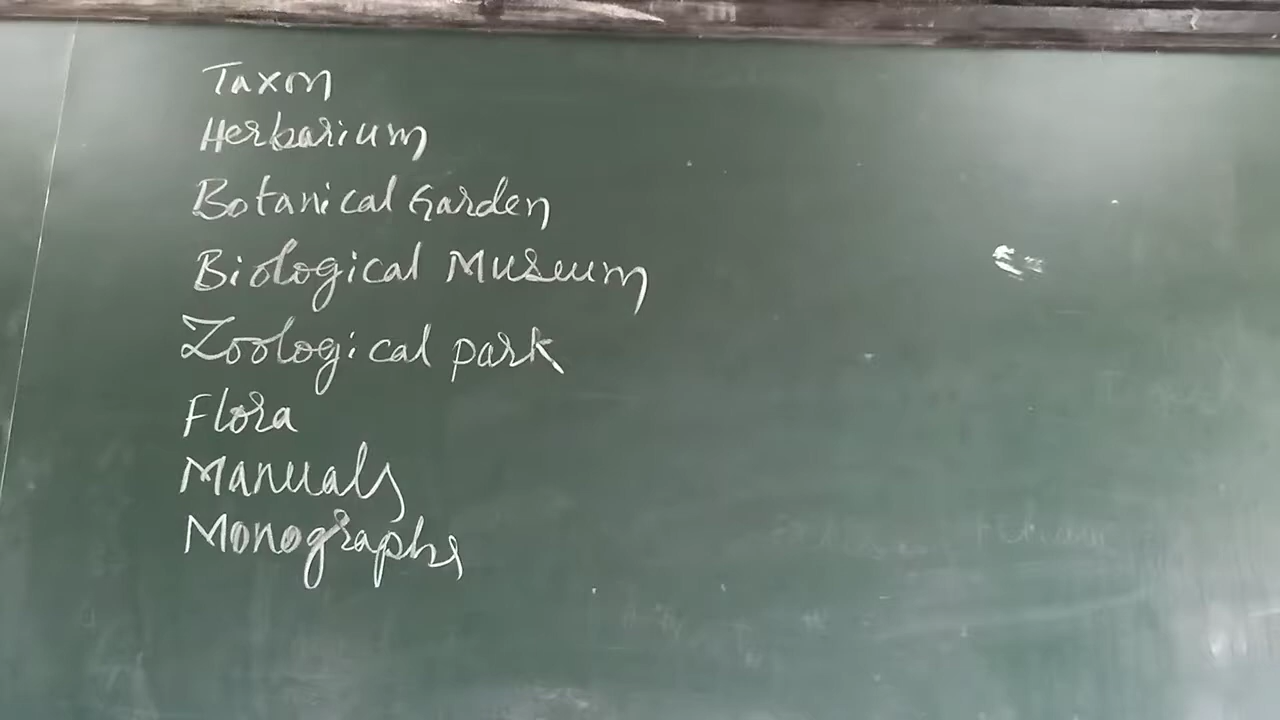 Taxon
Herbarium
Botanical Garden
Biological Museum
Zoological park
Flora
Manuals
Monographs